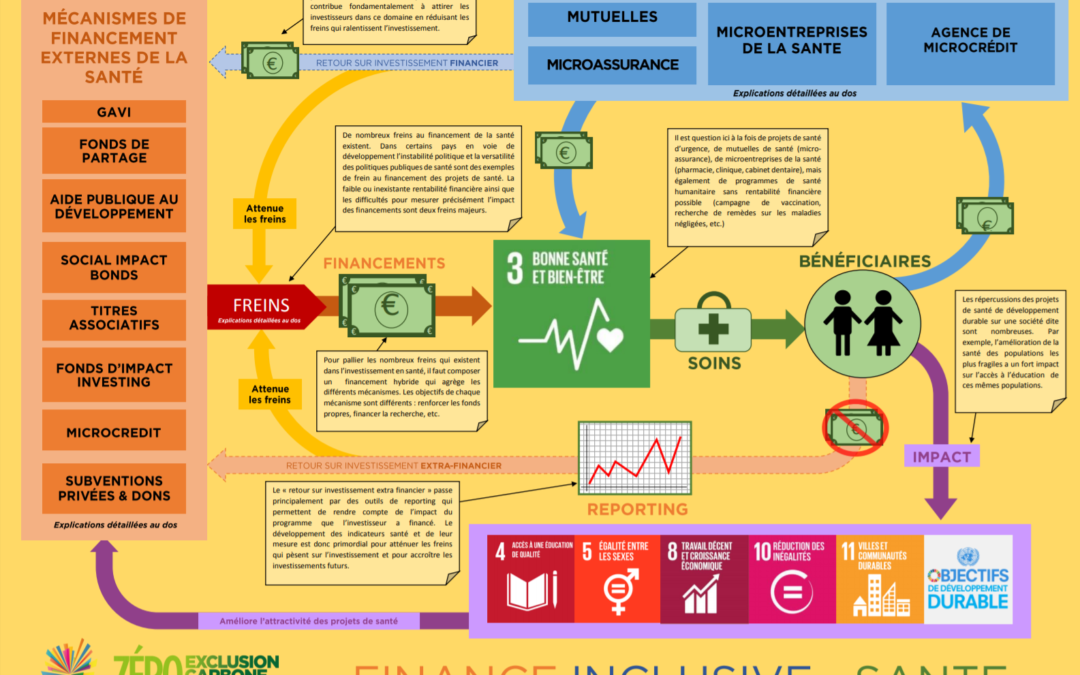 MÉCANISMES DE
FINANCEMENT
EXTERNES DE LA
SANTÉ
GAVI
FONDS DE
PARTAGE
AIDE PUBLIQUE AU
DÉVELOPPEMENT
SOCIAL IMPACT
BONDS
TITRES
ASSOCIATIFS
FONDS D'IMPACT
INVESTING
MICROCREDIT
SUBVENTIONS
PRIVÉES & DONS
Explications détaillées au dos
contribue fondamentalement à attirer les
investisseurs dans ce domaine en réduisant les
freins qui ralentissent l'investissement.
RETOUR SUR INVESTISSEMENT FINANCIER
MUTUELLES
MICROASSURANCE
MICROENTREPRISES
DE LA SANTE
AGENCE DE
MICROCRÉDIT
Explications détaillées au dos
De nombreux freins au financement de la santé
existent. Dans certains pays en voie de
développement l'instabilité politique et la versatilité
des politiques publiques de santé sont des exemples
de frein au financement des projets de santé. La
faible ou inexistante rentabilité financière ainsi que
les difficultés pour mesurer précisément l'impact
des financements sont deux freins majeurs.
Il est question ici à la fois de projets de santé
d'urgence, de mutuelles de santé (micro-
assurance), de microentreprises de la santé
(pharmacie, clinique, cabinet dentaire), mais
également de programmes de santé
humanitaire sans rentabilité financière
possible (campagne de vaccination,
recherche de remèdes sur les maladies
négligées, etc.)
Attenue
les freins
FINANCEMENTS
FREINS
Explications détaillées au dos
3 BONNE SANTÉ
ET BIEN-ÊTRE
SOINS
BÉNÉFICIAIRES
Les répercussions des projets
de santé de développement
durable sur une société dite
sont nombreuses. Par
exemple, l'amélioration de la
santé des populations les
plus fragiles a un fort impact
sur l'accès à l'éducation de
ces mêmes populations.
Pour pallier les nombreux freins qui existent
dans l'investissement en santé, il faut composer
un financement hybride qui agrège les
différents mécanismes. Les objectifs de chaque
mécanisme sont différents : renforcer les fonds
propres, financer la recherche, etc.
Attenue
les freins
RETOUR SUR INVESTISSEMENT EXTRA-FINANCIER
REPORTING
IMPACT
Le « retour sur investissement extra financier » passe
principalement par des outils de reporting qui
permettent de rendre compte de l'impact du
programme que l'investisseur a financé. Le
développement des indicateurs santé et de leur
mesure est donc primordial pour atténuer les freins
qui pèsent sur l'investissement et pour accroître les
investissements futurs.
4 ACCÈS À UNE ÉDUCATION
DE QUALITÉ
5 ÉGALITÉ ENTRE
LES SEXES
8 TRAVAIL DÉCENT
ET CROISSANCE
ÉCONOMIQUE
10 RÉDUCTION DES
INÉGALITÉS
11 VILLES ET
COMMUNAUTÉS
DURABLES
OBJECTIFS
DE DÉVELOPPEMENT
DURABLE
Améliore l'attractivité des projets de santé
ZÉRO EXCLUSION
CARBONE
FINANCE INCLUSIVE SANTE